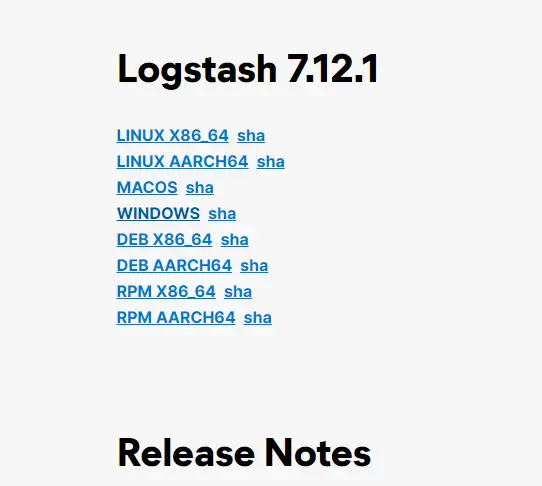 Logstash 7.12.1
LINUX X86_64 sha
LINUX AARCH64 sha
MACOS sha
WINDOWS sha
DEB X86_64 sha
DEB AARCH64 sha
RPM X86_64 sha
RPM AARCH64 sha
Release Notes